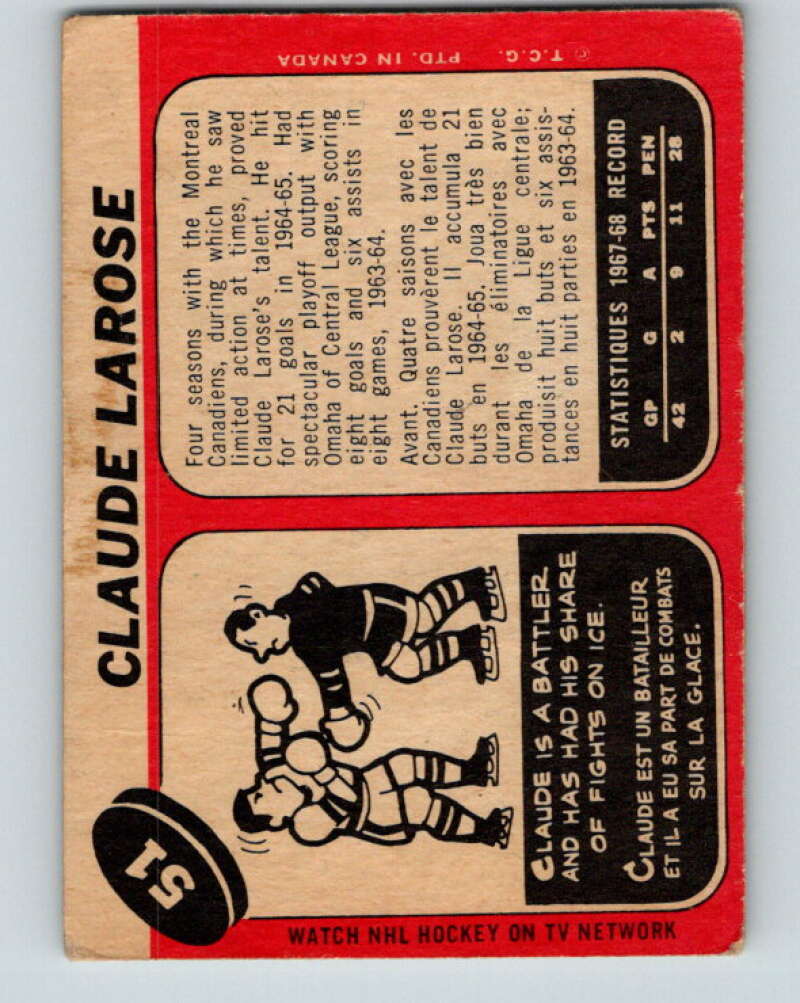 51
CLAUDE LAROSE
WATCH NHL HOCKEY ON TV NETWORK
CLAUDE IS A BATTLER
AND HAS HAD HIS SHARE
OF FIGHTS ON ICE.
CLAUDE EST UN BATAILLEUR
ET IL A EU SA PART DE COMBATS
SUR LA GLACE.
Four seasons with the Montreal
Canadiens, during which he saw
limited action at times, proved
Claude Larose's talent. He hit
for 21 goals in 1964-65. Had
spectacular playoff output with
Omaha of Central League, scoring
eight goals and six assists in
eight games, 1963-64.
Avant. Quatre saisons avec les
Canadiens prouvèrent le talent de
Claude Larose. Il accumula 21
buts en 1964-65. Joua très bien
durant les éliminatoires avec
Omaha de la Ligue centrale;
produisit huit buts et six assis-
tances en huit parties en 1963-64.
STATISTIQUES 1967-68 RECORD
GP G A PTS PEN
42 2 9 11 28
© T.C.G. PTD. IN CANADA